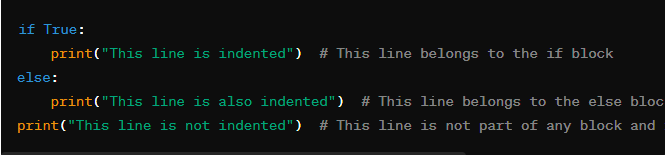 if True:
    print("This line is indented")  # This line belongs to the if block
else:
    print("This line is also indented")  # This line belongs to the else bloc
print("This line is not indented")  # This line is not part of any block and